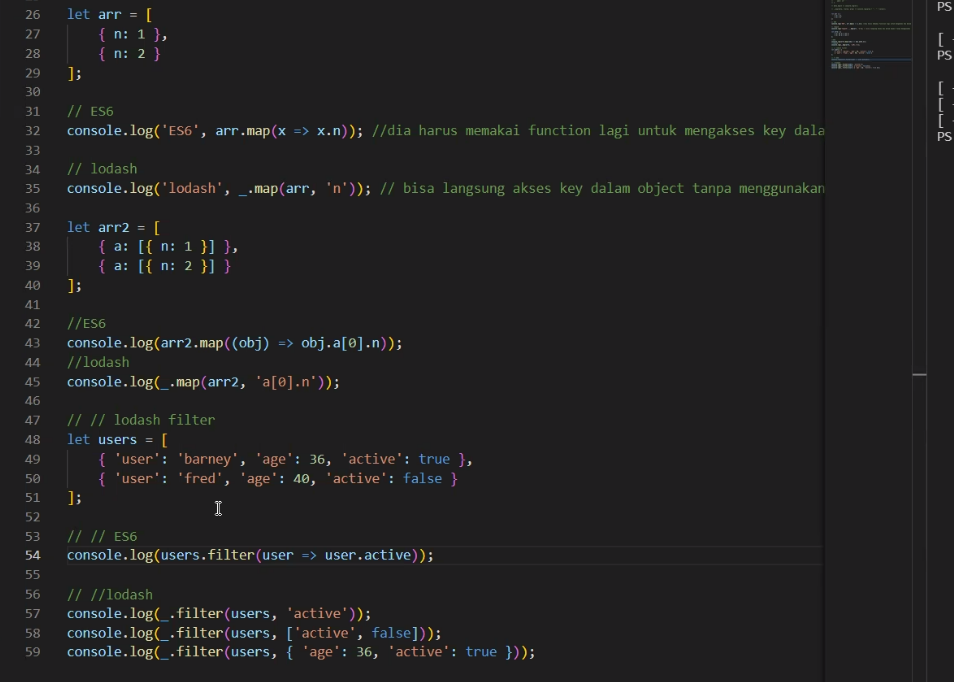 26 let arr = [
27     { n: 1 },
28     { n: 2 }
29 ];
30
31 // ES6
32 console.log('ES6', arr.map(x => x.n)); //dia harus memakai function lagi untuk mengakses key dala
33
34 // lodash
35 console.log('lodash', _.map(arr, 'n')); // bisa langsung akses key dalam object tanpa menggunakan
36
37 let arr2 = [
38     { a: [{ n: 1 }] },
39     { a: [{ n: 2 }] }
40 ];
41
42 //ES6
43 console.log(arr2.map((obj) => obj.a[0].n));
44 //lodash
45 console.log(_.map(arr2, 'a[0].n'));
46
47 // // lodash filter
48 let users = [
49     { 'user': 'barney', 'age': 36, 'active': true },
50     { 'user': 'fred', 'age': 40, 'active': false }
51 ];
52
53 // // ES6
54 console.log(users.filter(user => user.active));
55
56 // //lodash
57 console.log(_.filter(users, 'active'));
58 console.log(_.filter(users, ['active', false]));
59 console.log(_.filter(users, { 'age': 36, 'active': true }));
PS
[
PS
[
[
[
PS